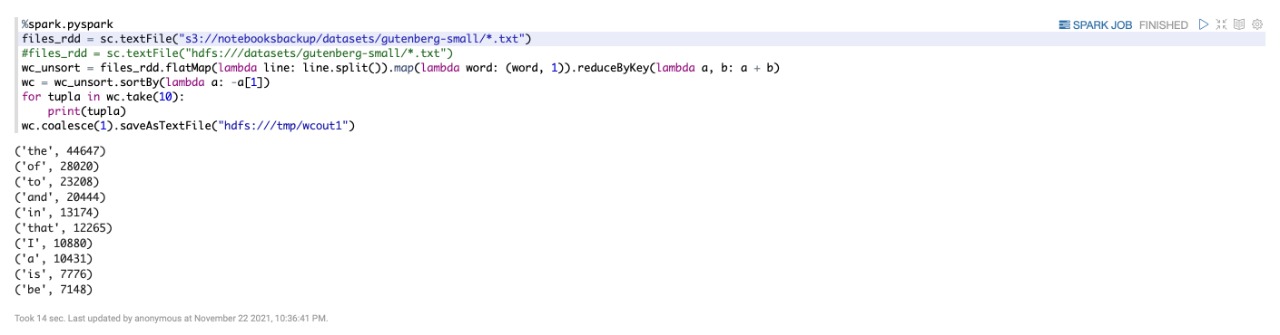 %spark.pyspark
SPARK JOB FINISHED
files_rdd = sc.textFile("s3://notebooksbackup/datasets/gutenberg-small/*.txt")
#files_rdd = sc.textFile("hdfs:///datasets/gutenberg-small/*.txt")
wc_unsort = files_rdd.flatMap(lambda line: line.split()).map(lambda word: (word, 1)).reduceByKey(lambda a, b: a + b)
wc = wc_unsort.sortBy(lambda a: -a[1])
for tupla in wc.take(10):
    print(tupla)
wc.coalesce(1).saveAsTextFile("hdfs:///tmp/wcout1")
('the', 44647)
('of', 28020)
('to', 23208)
('and', 20444)
('in', 13174)
('that', 12265)
('I', 10880)
('a', 10431)
('is', 7776)
('be', 7148)
Took 14 sec. Last updated by anonymous at November 22 2021, 10:36:41 PM.